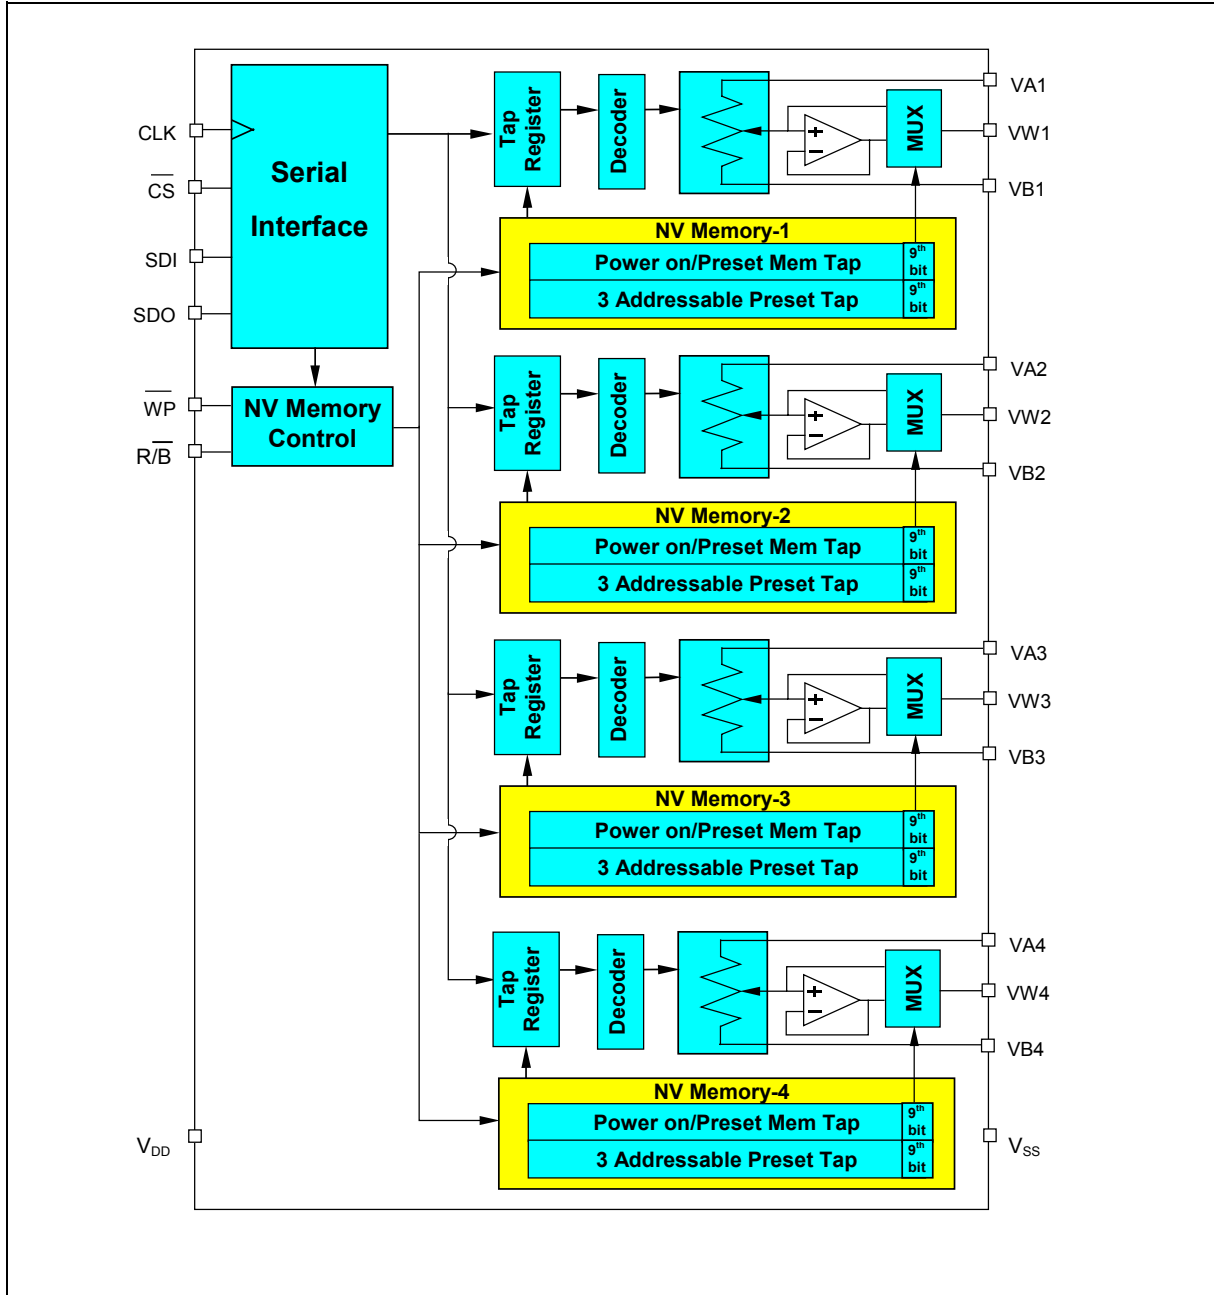 CLK
CS
SDI
SDO
WP
R/B
VDD
Serial
Interface
NV Memory
Control
Tap
Register
Decoder
MUX
VA1
VW1
VB1
NV Memory-1
Power on/Preset Mem Tap
9th
bit
3 Addressable Preset Tap
9th
bit
Tap
Register
Decoder
MUX
VA2
VW2
VB2
NV Memory-2
Power on/Preset Mem Tap
9th
bit
3 Addressable Preset Tap
9th
bit
Tap
Register
Decoder
MUX
VA3
VW3
VB3
NV Memory-3
Power on/Preset Mem Tap
9th
bit
3 Addressable Preset Tap
9th
bit
Tap
Register
Decoder
MUX
VA4
VW4
VB4
NV Memory-4
Power on/Preset Mem Tap
9th
bit
3 Addressable Preset Tap
9th
bit
VSS